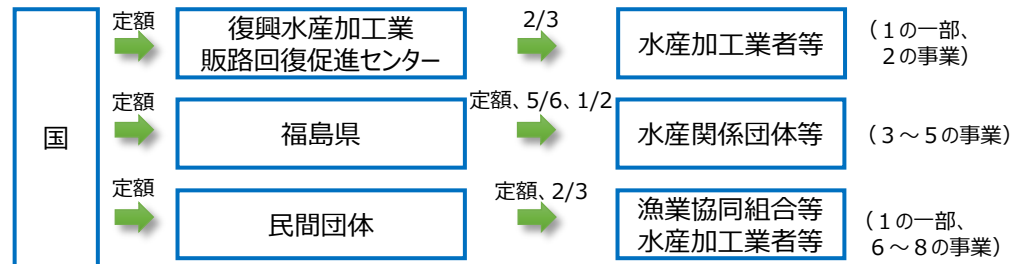 国
定額
復興水産加工業
販路回復促進センター
2/3
水産加工業者等
（１の一部、
２の事業）
定額
福島県
定額、5/6、1/2
水産関係団体等
（３～５の事業）
定額
民間団体
定額、2/3
漁業協同組合等
水産加工業者等
（１の一部、
６～８の事業）